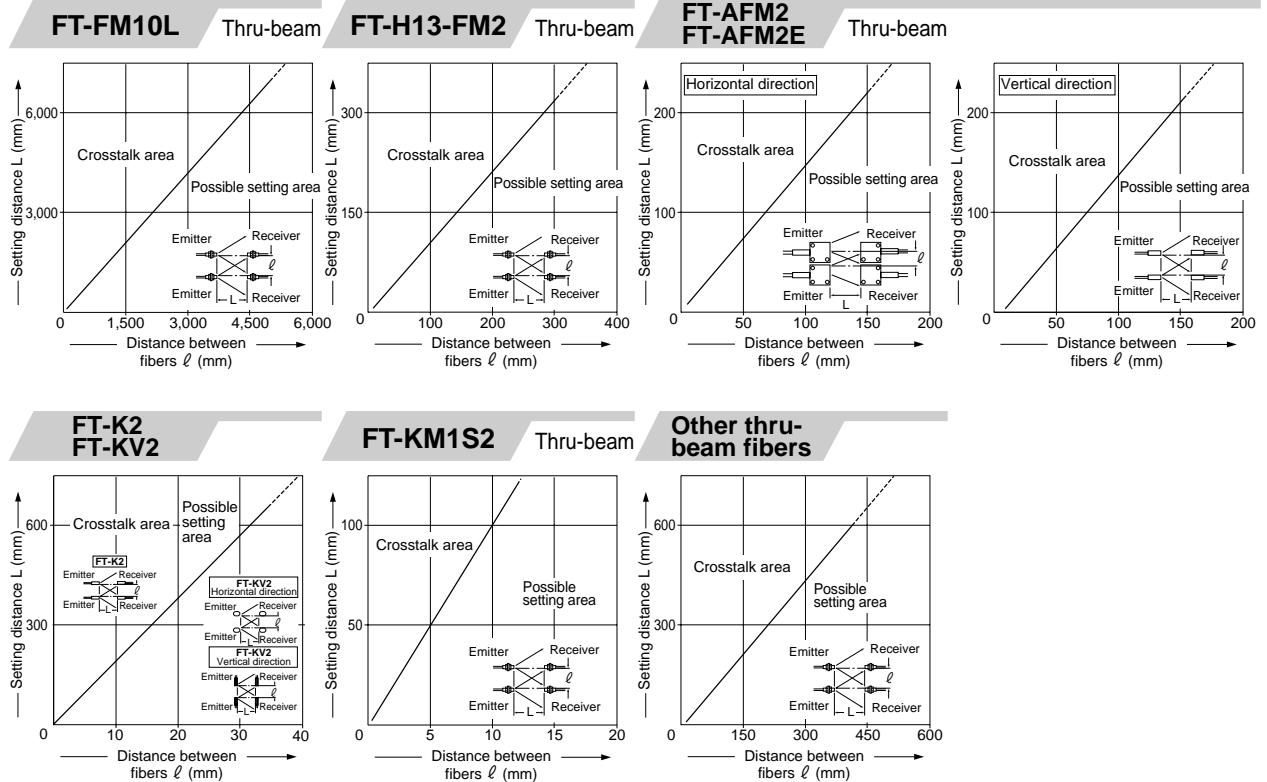 FT-FM10L
Thru-beam
Setting distance L (mm)
6,000
3,000
Crosstalk area
Possible setting area
Emitter
Receiver
ℓ
Emitter
L
Receiver
0
1,500
3,000
4,500
6,000
Distance between
fibers ℓ (mm)
FT-H13-FM2
Thru-beam
Setting distance L (mm)
300
150
Crosstalk area
Possible setting area
Emitter
Receiver
ℓ
Emitter
L
Receiver
0
100
200
300
400
Distance between
fibers ℓ (mm)
FT-AFM2
FT-AFM2E
Thru-beam
Setting distance L (mm)
Horizontal direction
200
100
Crosstalk area
Possible setting area
Emitter
Receiver
ℓ
Emitter
L
Receiver
0
50
100
150
200
Distance between
fibers ℓ (mm)
Setting distance L (mm)
Vertical direction
200
100
Crosstalk area
Possible setting area
Emitter
Receiver
ℓ
Emitter
L
Receiver
0
50
100
150
200
Distance between
fibers ℓ (mm)
FT-K2
FT-KV2
Setting distance L (mm)
600
300
Crosstalk area
Possible
setting
area
FT-K2
Emitter
Receiver
ℓ
Emitter
L
Receiver
FT-KV2
Horizontal direction
Emitter
Receiver
ℓ
Emitter
L
Receiver
FT-KV2
Vertical direction
Emitter
Receiver
ℓ
Emitter
L
Receiver
0
10
20
30
40
Distance between
fibers ℓ (mm)
FT-KM1S2
Thru-beam
Setting distance L (mm)
100
50
Crosstalk area
Possible
setting area
Emitter
Receiver
ℓ
Emitter
L
Receiver
0
5
10
15
20
Distance between
fibers ℓ (mm)
Other thru-
beam fibers
Setting distance L (mm)
600
300
Crosstalk area
Possible
setting area
Emitter
Receiver
ℓ
Emitter
L
Receiver
0
150
300
450
600
Distance between
fibers ℓ (mm)